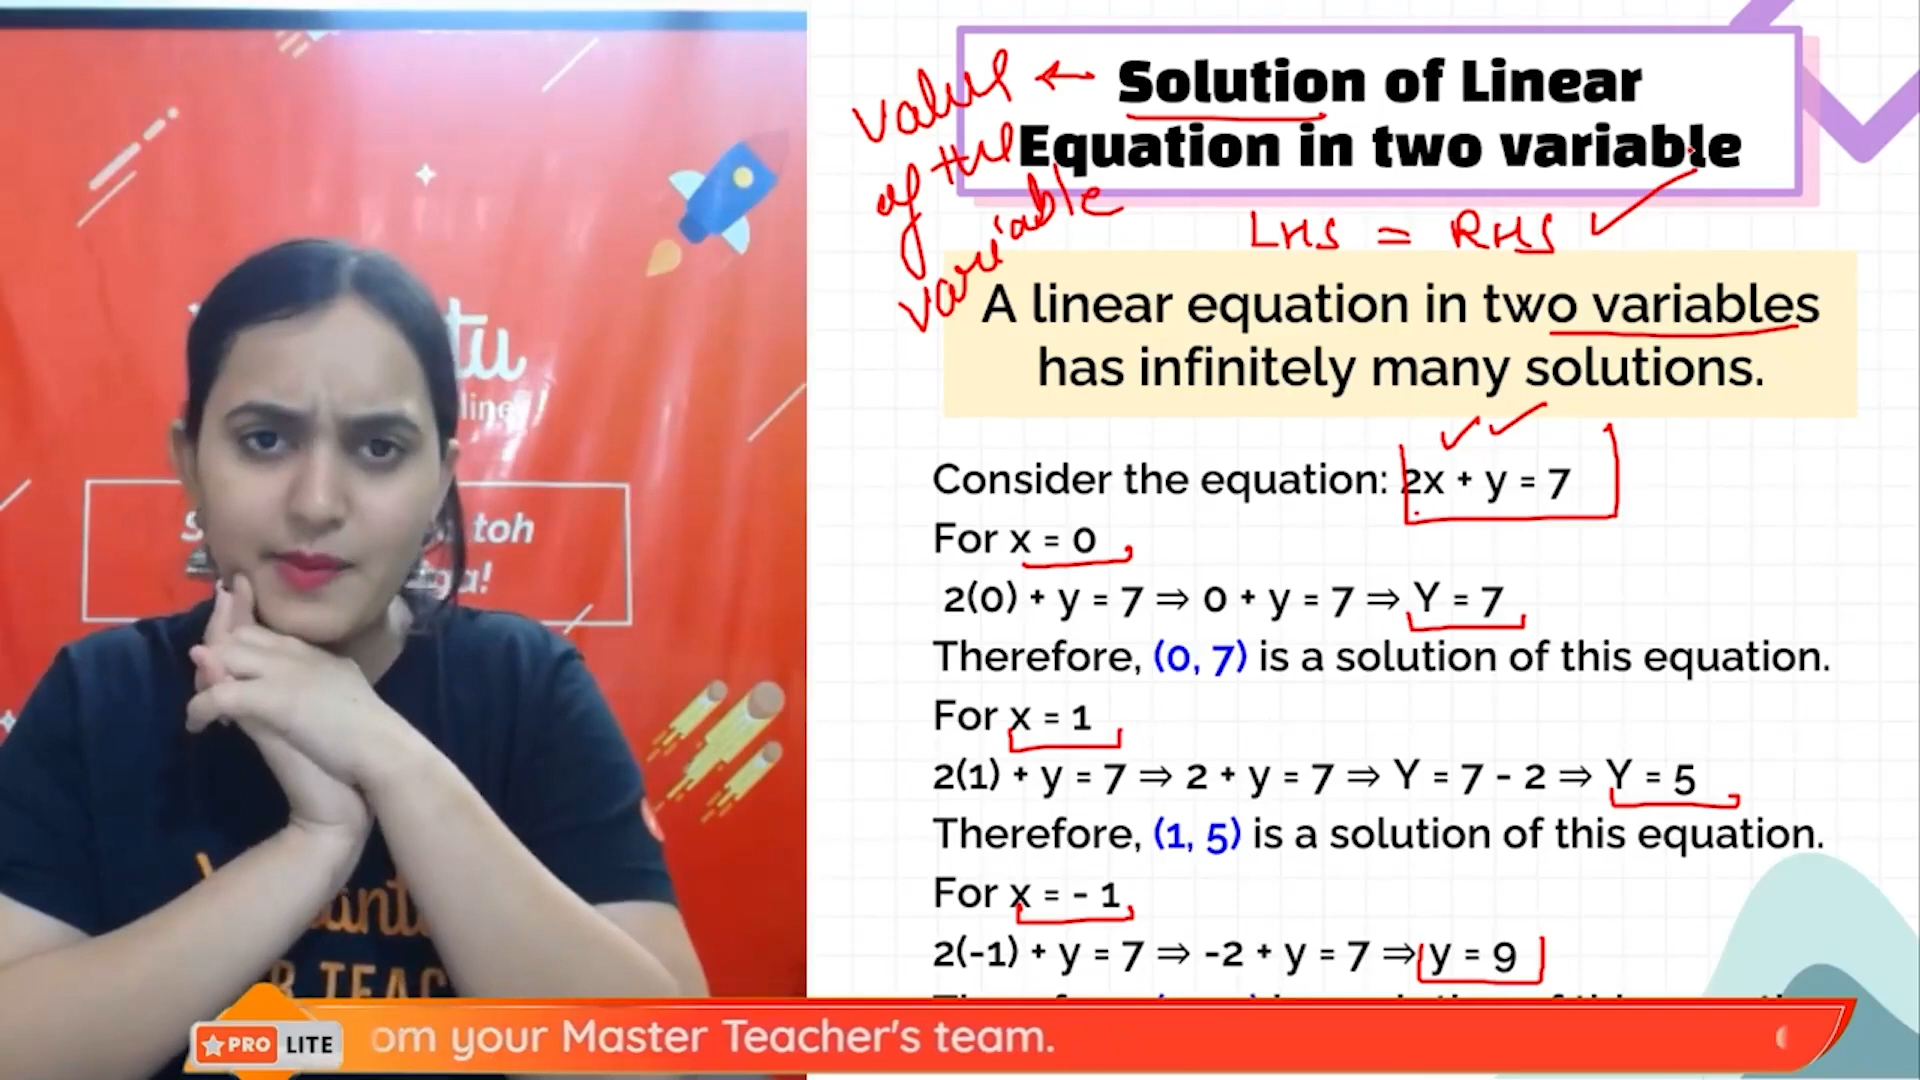 Solution of Linear
Equation in two variable
value ←
of the
variable
LHS = RHS ✓
A linear equation in two variables
has infinitely many solutions.
Consider the equation: 2x + y = 7
For x = 0
2(0) + y = 7 ⇒ 0 + y = 7 ⇒ Y = 7
Therefore, (0, 7) is a solution of this equation.
For x = 1
2(1) + y = 7 ⇒ 2 + y = 7 ⇒ Y = 7 - 2 ⇒ Y = 5
Therefore, (1, 5) is a solution of this equation.
For x = - 1
2(-1) + y = 7 ⇒ -2 + y = 7 ⇒ y = 9
toh
PRO LITE
om your Master Teacher's team.